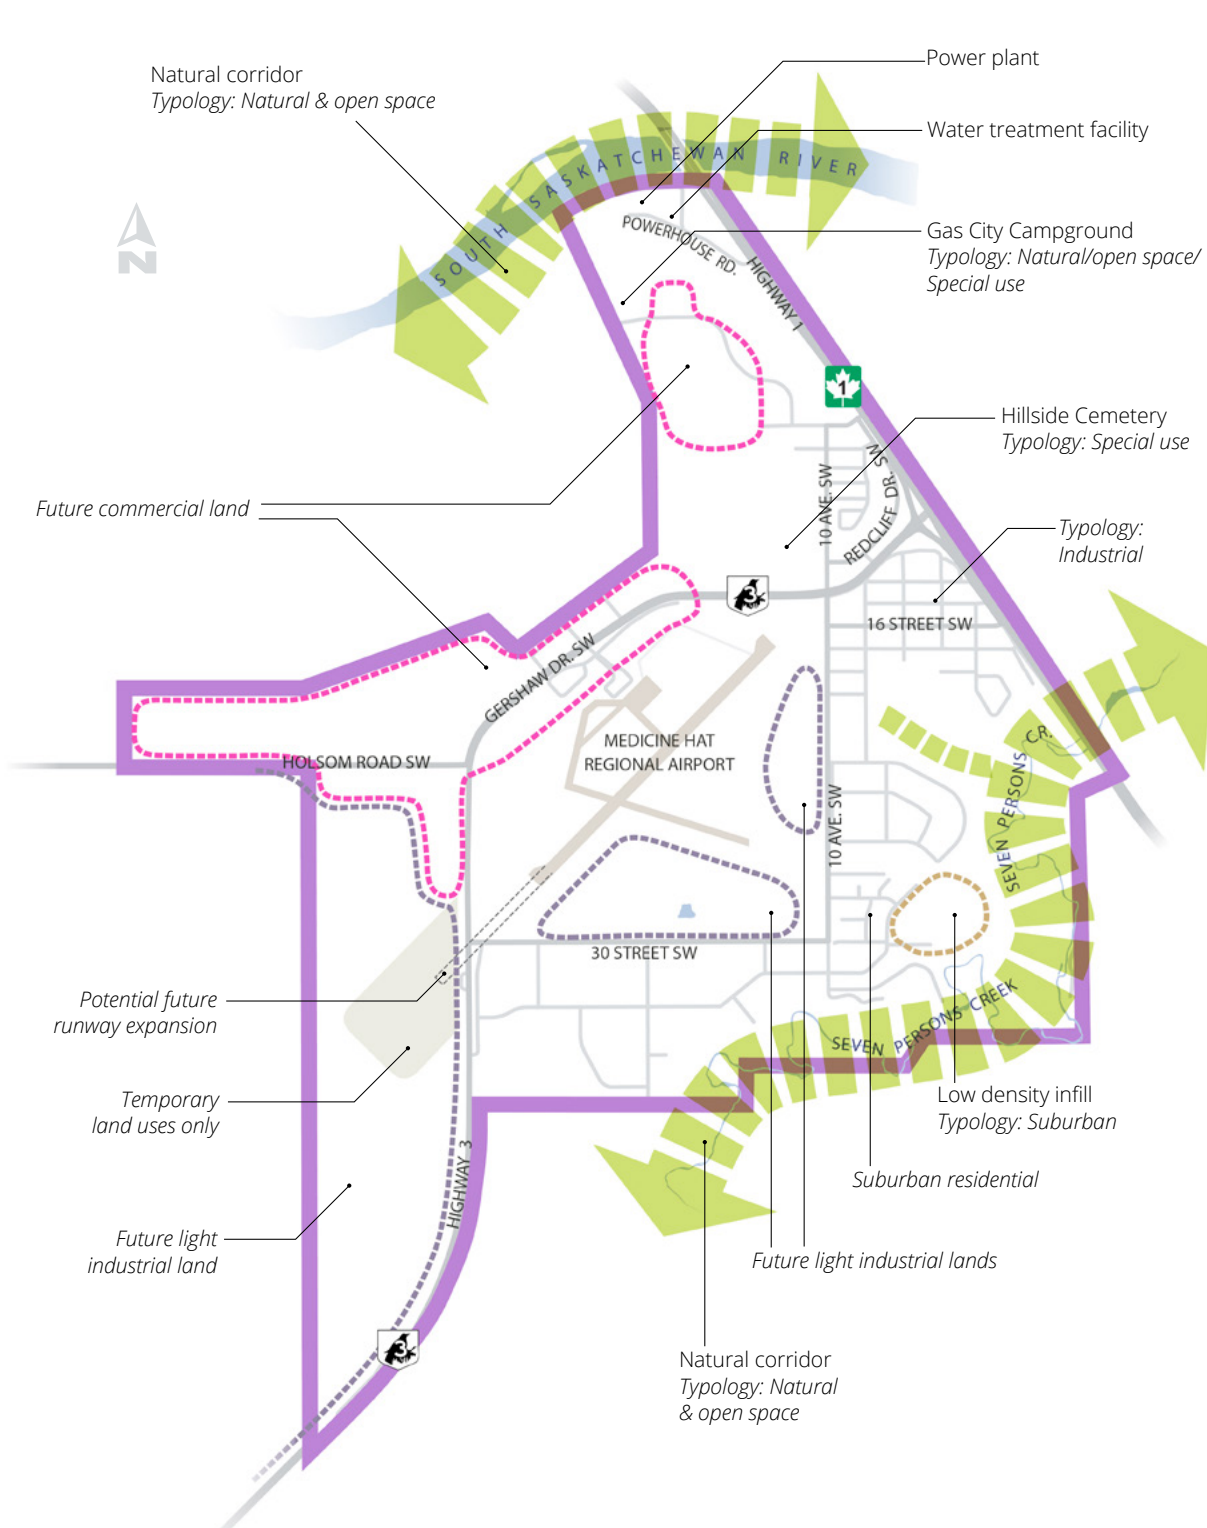 Power plant
Natural corridor
Typology: Natural & open space
Water treatment facility
SOUTH SASKATCHEWAN RIVER
POWERHOUSE RD.
Gas City Campground
Typology: Natural/open space/
Special use
N
HIGHWAY 1
1
Hillside Cemetery
Typology: Special use
10 AVE. SW
REDCLIFF DR. SW
Future commercial land
Typology:
Industrial
3
16 STREET SW
GERSHAW DR. SW
MEDICINE HAT
REGIONAL AIRPORT
HOLSOM ROAD SW
SEVEN PERSONS CR.
10 AVE. SW
30 STREET SW
Potential future
runway expansion
SEVEN PERSONS CREEK
Temporary
land uses only
Low density infill
Typology: Suburban
HIGHWAY 3
Suburban residential
Future light
industrial land
Future light industrial lands
3
Natural corridor
Typology: Natural
& open space